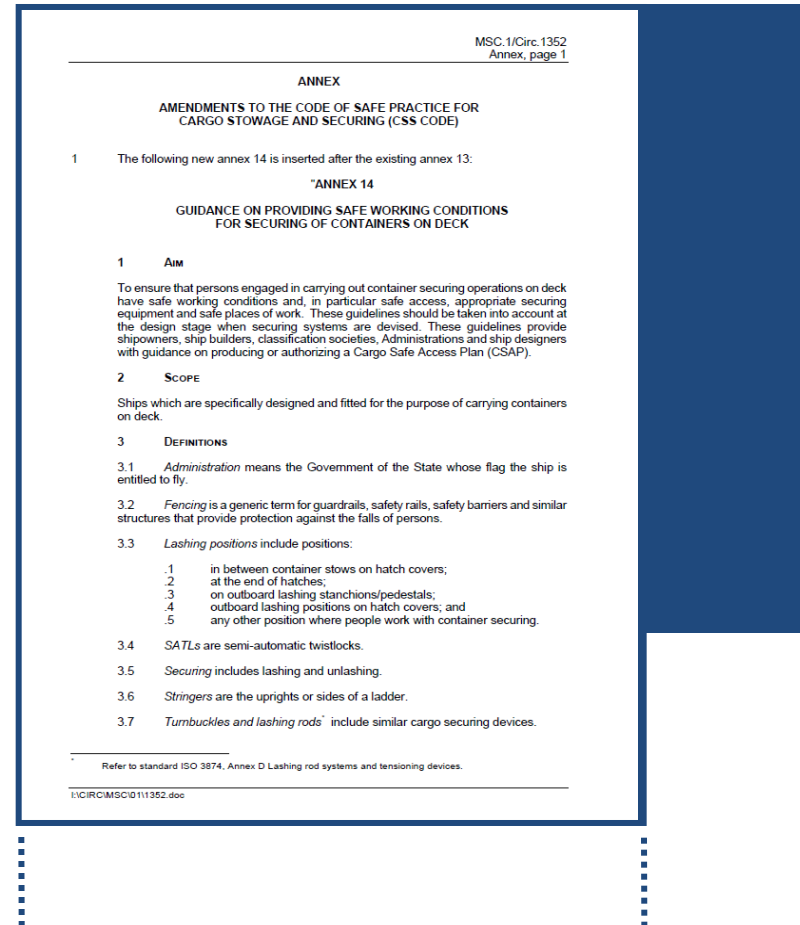 MSC.1/Circ.1352
Annex, page 1
ANNEX
AMENDMENTS TO THE CODE OF SAFE PRACTICE FOR
CARGO STOWAGE AND SECURING (CSS CODE)
1 The following new annex 14 is inserted after the existing annex 13:
"ANNEX 14
GUIDANCE ON PROVIDING SAFE WORKING CONDITIONS
FOR SECURING OF CONTAINERS ON DECK
1 AIM
To ensure that persons engaged in carrying out container securing operations on deck
have safe working conditions and, in particular safe access, appropriate securing
equipment and safe places of work. These guidelines should be taken into account at
the design stage when securing systems are devised. These guidelines provide
shipowners, ship builders, classification societies, Administrations and ship designers
with guidance on producing or authorizing a Cargo Safe Access Plan (CSAP).
2 SCOPE
Ships which are specifically designed and fitted for the purpose of carrying containers
on deck.
3 DEFINITIONS
3.1 Administration means the Government of the State whose flag the ship is
entitled to fly.
3.2 Fencing is a generic term for guardrails, safety rails, safety barriers and similar
structures that provide protection against the falls of persons.
3.3 Lashing positions include positions:
.1 in between container stows on hatch covers;
.2 at the end of hatches;
.3 on outboard lashing stanchions/pedestals;
.4 outboard lashing positions on hatch covers; and
.5 any other position where people work with container securing.
3.4 SATLs are semi-automatic twistlocks.
3.5 Securing includes lashing and unlashing.
3.6 Stringers are the uprights or sides of a ladder.
3.7 Turnbuckles and lashing rods* include similar cargo securing devices.
* Refer to standard ISO 3874, Annex D Lashing rod systems and tensioning devices.
I:\CIRC\MSC\01\1352.doc